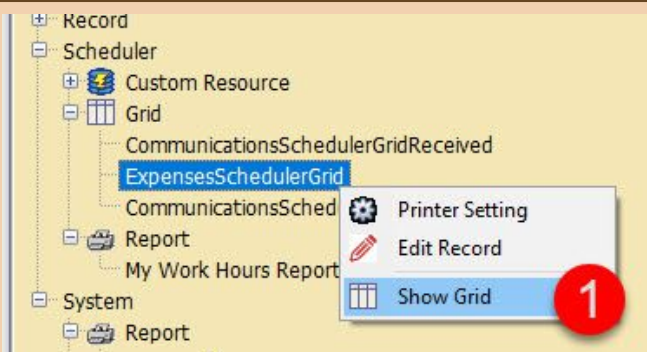 Record
Scheduler
Custom Resource
Grid
CommunicationsSchedulerGridReceived
ExpensesSchedulerGrid
CommunicationsSched
Printer Setting
Report
Edit Record
My Work Hours Report
Show Grid
1
System
Report